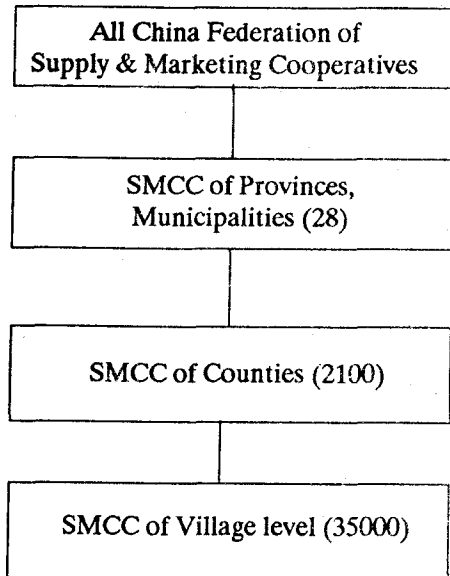 All China Federation of
Supply & Marketing Cooperatives
SMCC of Provinces,
Municipalities (28)
SMCC of Counties (2100)
SMCC of Village level (35000)